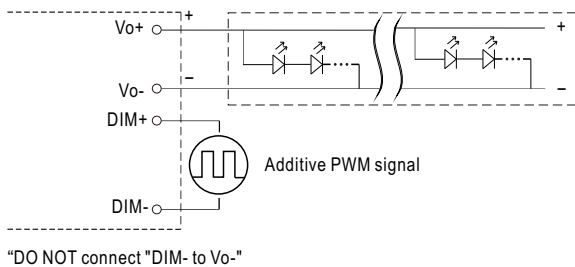 Vo+
+
+
–
–
Vo-
DIM+
Additive PWM signal
DIM-
“DO NOT connect "DIM- to Vo-"